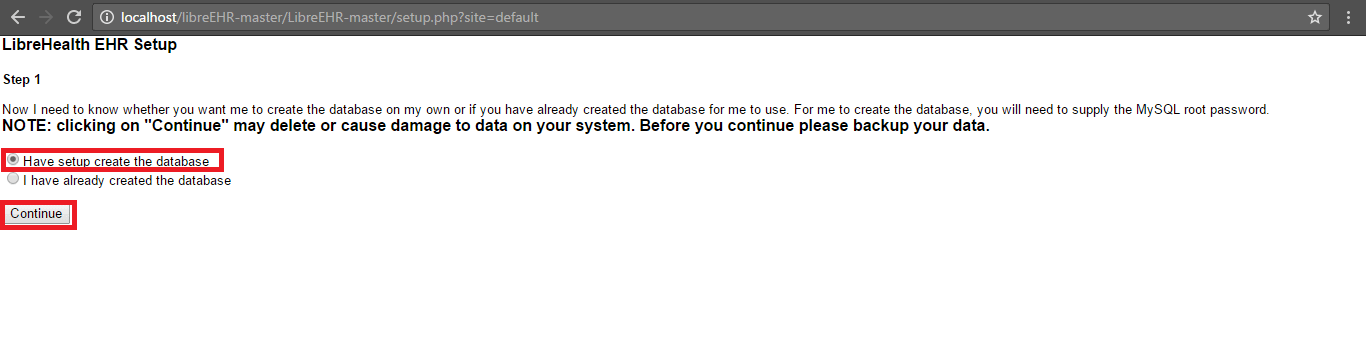 localhost/libreEHR-master/LibreEHR-master/setup.php?site=default
LibreHealth EHR Setup
Step 1
Now I need to know whether you want me to create the database on my own or if you have already created the database for me to use. For me to create the database, you will need to supply the MySQL root password.
NOTE: clicking on "Continue" may delete or cause damage to data on your system. Before you continue please backup your data.
Have setup create the database
I have already created the database
Continue